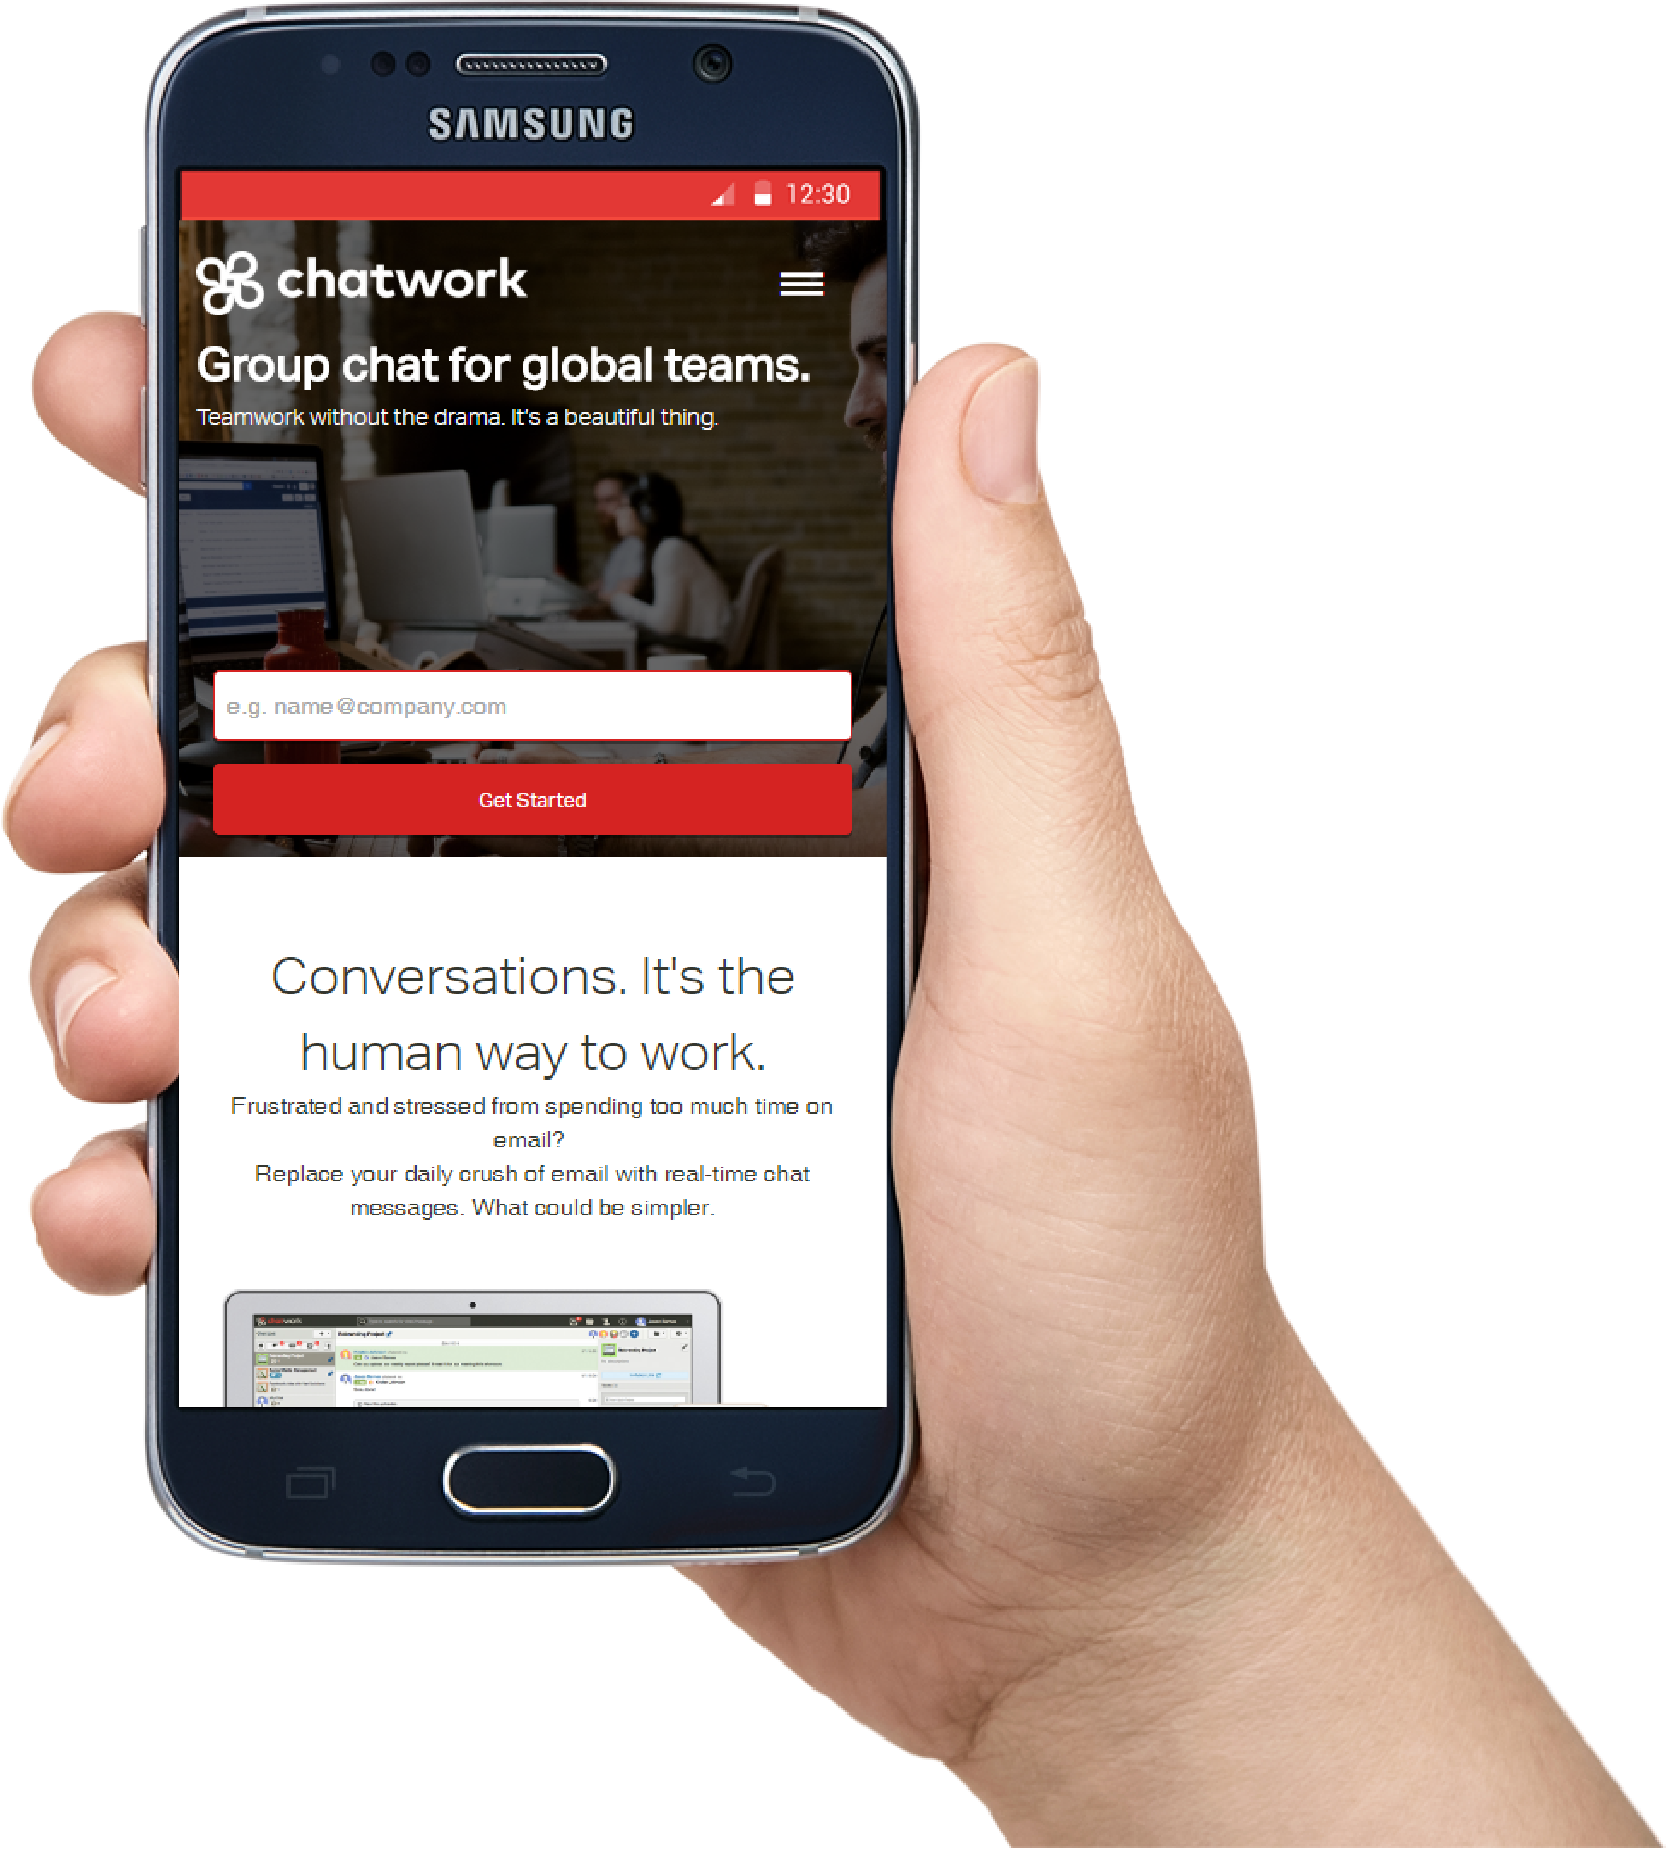 SAMSUNG
12:30
chatwork
Group chat for global teams.
Teamwork without the drama. It's a beautiful thing.
e.g. name@company.com
Get Started
Conversations. It's the
human way to work.
Frustrated and stressed from spending too much time on
email?
Replace your daily crush of email with real-time chat
messages. What could be simpler.